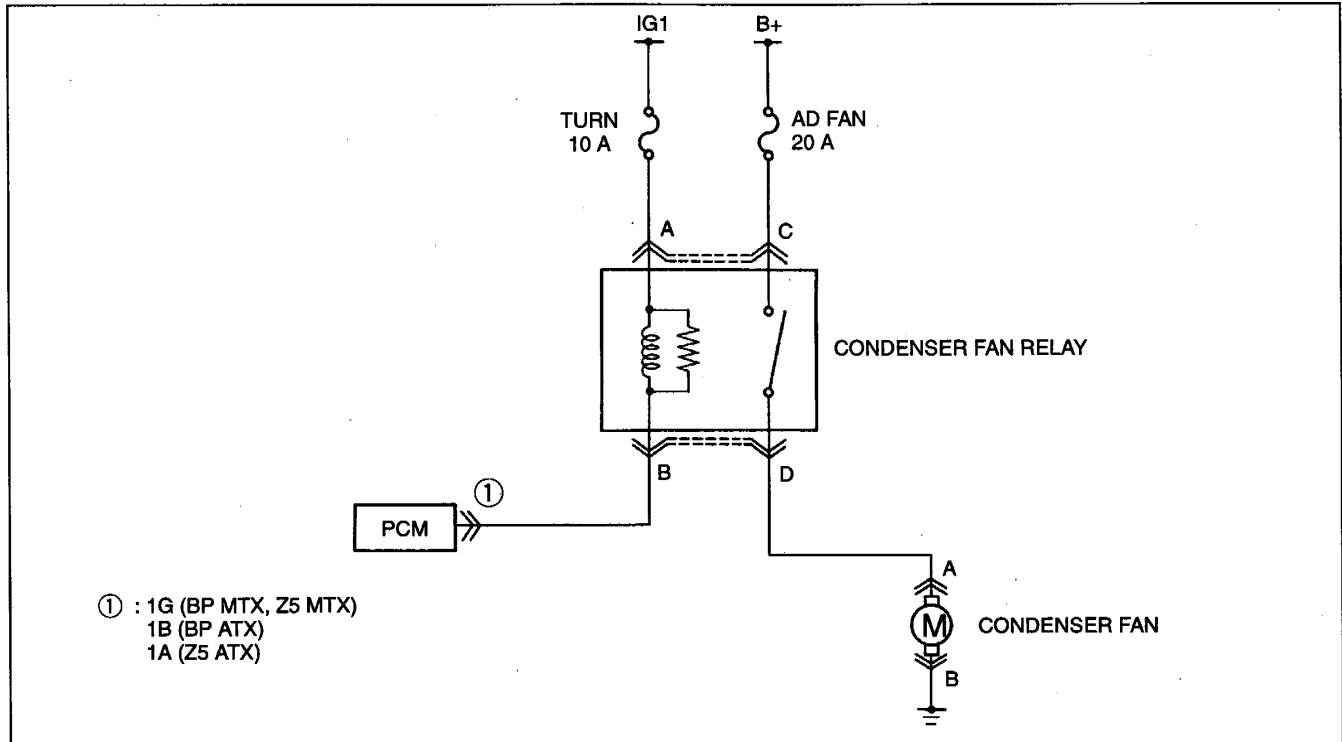 IG1
B+
TURN
10 A
AD FAN
20 A
A
C
CONDENSER FAN RELAY
B
D
①
PCM
A
M
CONDENSER FAN
B
① : 1G (BP MTX, Z5 MTX)
1B (BP ATX)
1A (Z5 ATX)